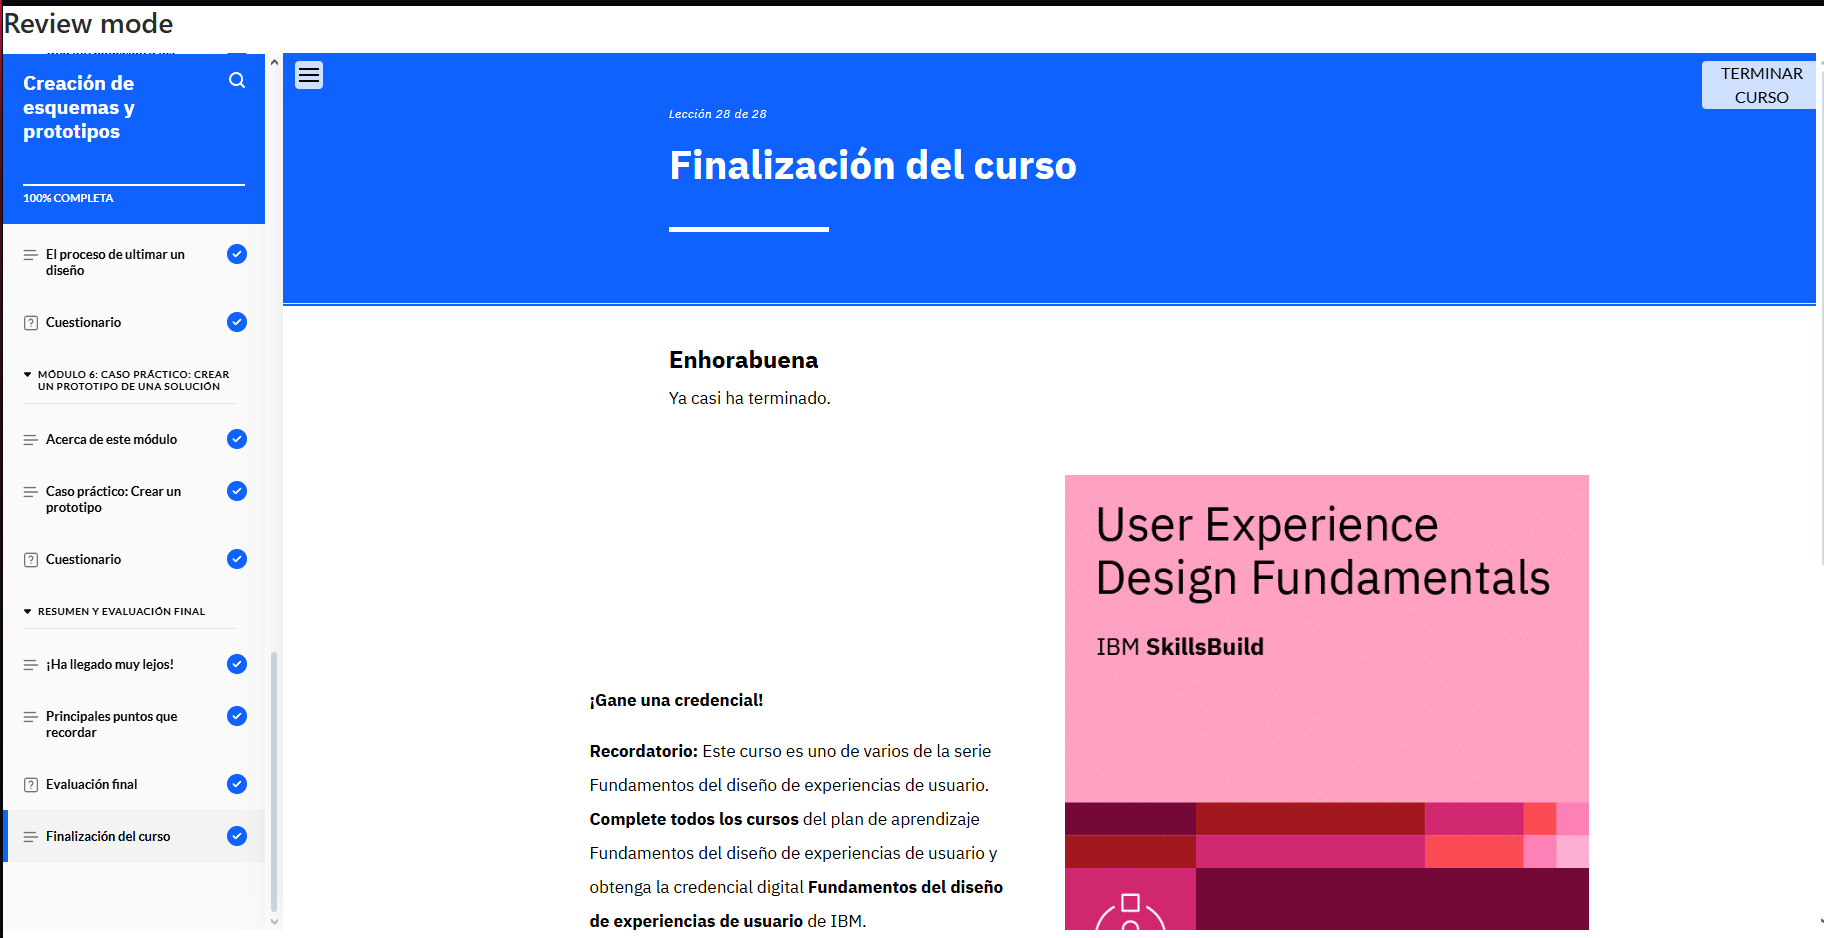 Review mode
Creación de
esquemas y
prototipos
100% COMPLETA
El proceso de ultimar un
diseño
Cuestionario
MÓDULO 6: CASO PRÁCTICO: CREAR
UN PROTOTIPO DE UNA SOLUCIÓN
Acerca de este módulo
Caso práctico: Crear un
prototipo
Cuestionario
RESUMEN Y EVALUACIÓN FINAL
¡Ha llegado muy lejos!
Principales puntos que
recordar
Evaluación final
Finalización del curso
TERMINAR
CURSO
Lección 28 de 28
Finalización del curso
Enhorabuena
Ya casi ha terminado.
¡Gane una credencial!
Recordatorio: Este curso es uno de varios de la serie
Fundamentos del diseño de experiencias de usuario.
Complete todos los cursos del plan de aprendizaje
Fundamentos del diseño de experiencias de usuario y
obtenga la credencial digital Fundamentos del diseño
de experiencias de usuario de IBM.
User Experience
Design Fundamentals
IBM SkillsBuild